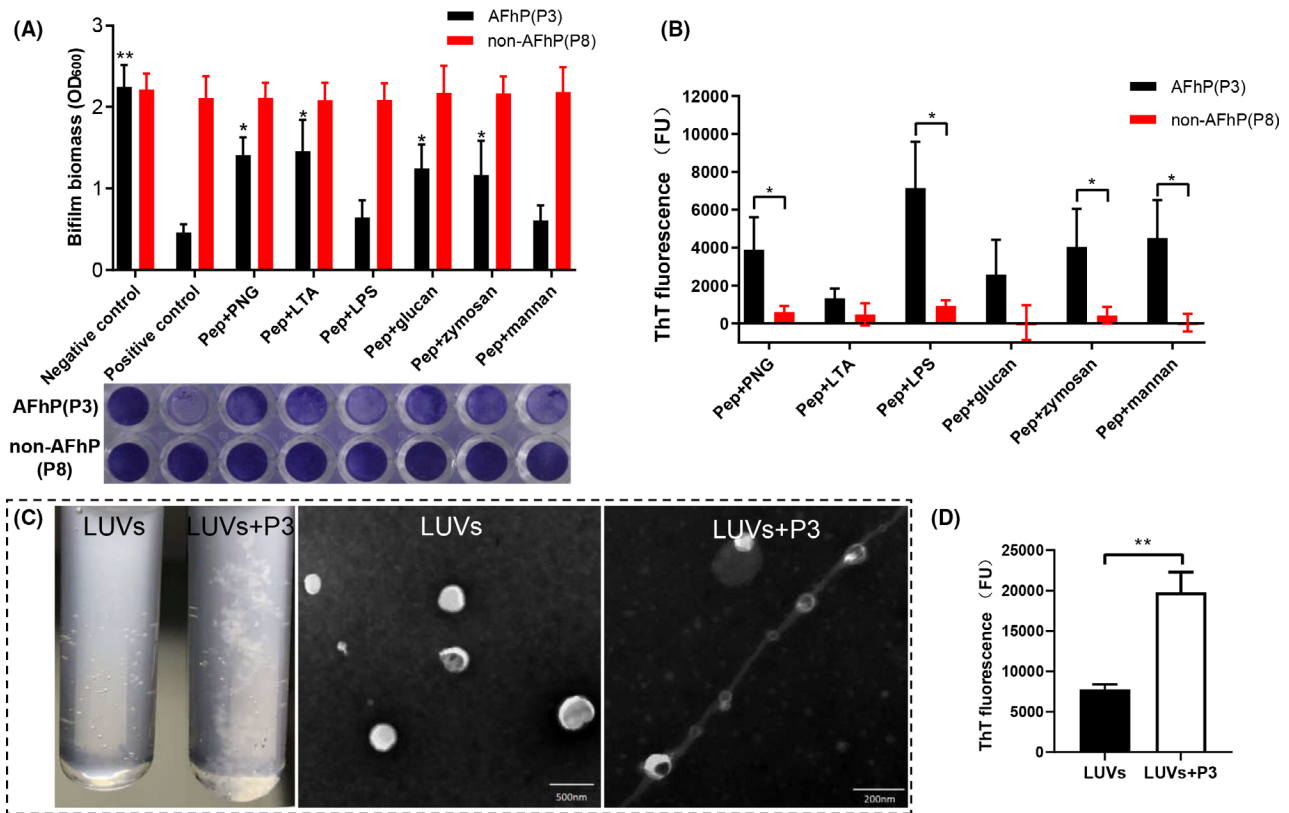 (A)
3
2
1
0
Bifilm biomass (OD600)
AFhP(P3)
non-AFhP(P8)
**
*
*
*
*
Negative control
Positive control
Pep+PNG
Pep+LTA
Pep+LPS
Pep+glucan
Pep+zymosan
Pep+mannan
AFhP(P3)
non-AFhP
(P8)
(B)
12000
10000
8000
6000
4000
2000
0
ThT fluorescence (FU)
AFhP(P3)
non-AFhP(P8)
*
*
*
*
Pep+PNG
Pep+LTA
Pep+LPS
Pep+glucan
Pep+zymosan
Pep+mannan
(C)
LUVs
LUVs+P3
LUVs
500nm
LUVs+P3
200nm
(D)
25000
20000
15000
10000
5000
0
ThT fluorescence (FU)
**
LUVs
LUVs+P3